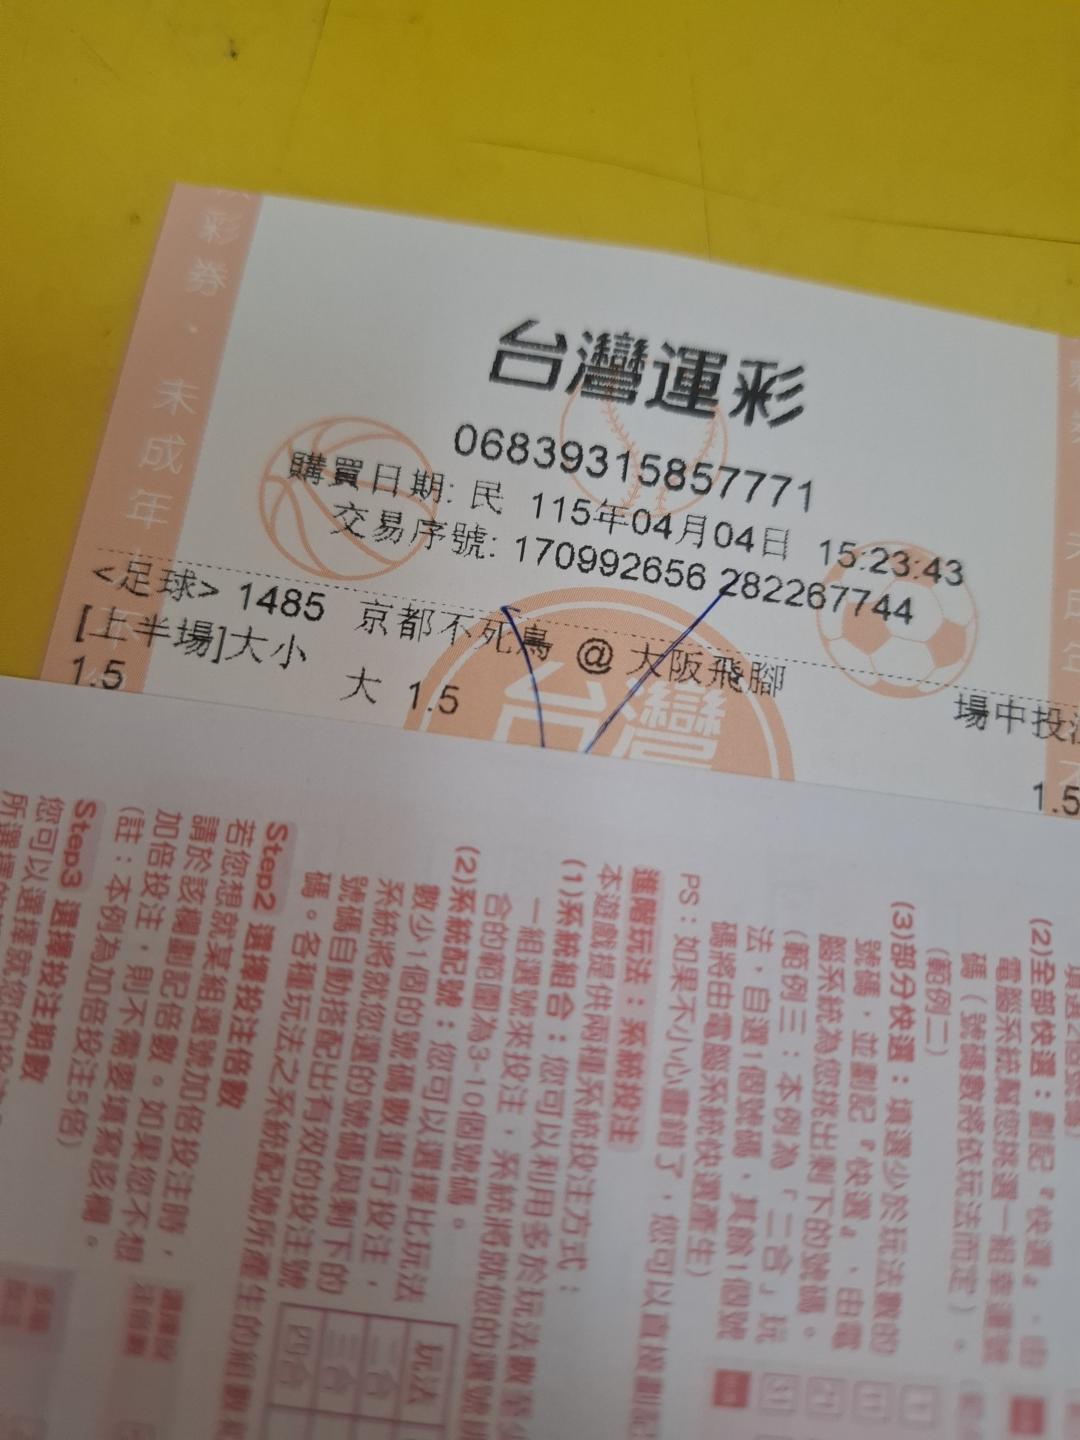 彩券、未成年
台灣運彩
06839315857771
購買日期: 民 115年04月04日 15:23:43
交易序號: 170992656 282267744
<足球> 1485 京都不死鳥 @ 大阪飛腳
[上半場]大小
場中投注
1.5 大 1.5
1.5
台灣
(2)全部快選：劃記『快選』，由
電腦系統幫您挑選一組幸運號
碼（號碼數將依玩法而定）。
(範例二)
(3)部分快選：填選少於玩法數的
號碼，並劃記『快選』，由電
腦系統為您挑出剩下的號碼。
(範例三：本例為「二合」玩
法，自選1個號碼，其餘1個號
碼將由電腦系統快選產生)
PS：如果不小心畫錯了，您可以直接劃記
進階玩法：系統投注
本遊戲提供兩種系統投注方式：
(1)系統組合：您可以利用多於玩法數
一組選號來投注，系統將就您的選號
合的範圍為3-10個號碼。
(2)系統配號：您可以選擇比玩法
數少1個的號碼數進行投注，
系統將就您選的號碼與剩下的
號碼自動搭配出有效的投注號
碼。各種玩法之系統配號所產生的組數
玩法
二合
三合
四合
Step2 選擇投注倍數
若您想就某組選號加倍投注時，
請於該欄劃記倍數。如果您不想
加倍投注，則不需要填寫該欄。
(註：本例為加倍投注5倍)
Step3 選擇投注期數
您可以選擇就您的投注
所選擇的